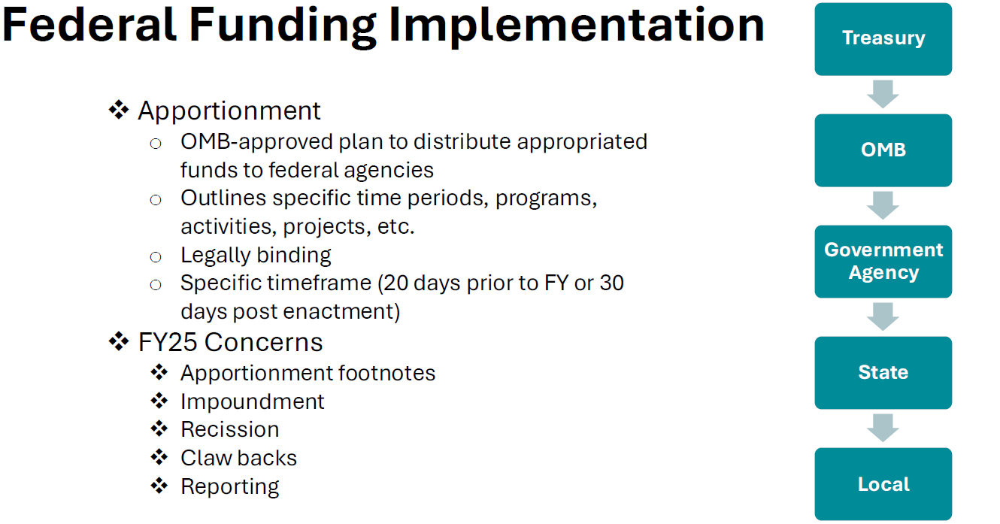 Federal Funding Implementation
❖ Apportionment
○ OMB-approved plan to distribute appropriated
funds to federal agencies
○ Outlines specific time periods, programs,
activities, projects, etc.
○ Legally binding
○ Specific timeframe (20 days prior to FY or 30
days post enactment)
❖ FY25 Concerns
❖ Apportionment footnotes
❖ Impoundment
❖ Recission
❖ Claw backs
❖ Reporting
Treasury
OMB
Government
Agency
State
Local